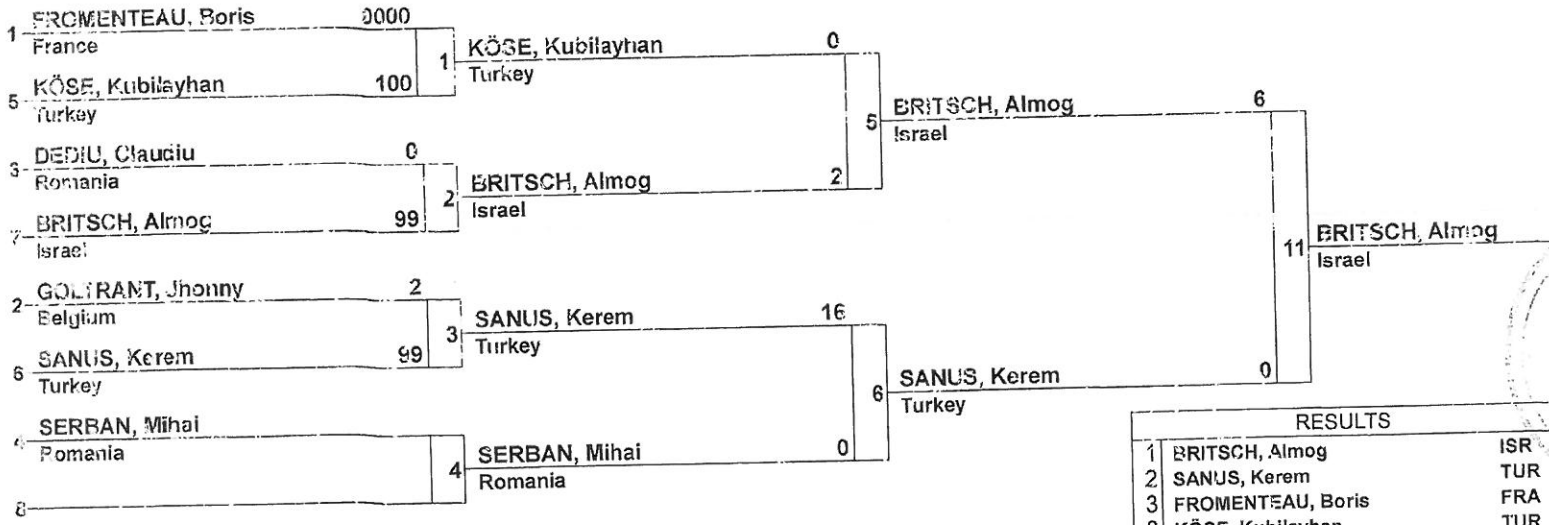 1 FROMENTEAU, Boris 0000
France
5 KÖSE, Kubilayhan 100
Turkey
1 KÖSE, Kubilayhan 0
Turkey
3 DEDIU, Claudiu 0
Romania
7 BRITSCH, Almog 99
Israel
2 BRITSCH, Almog 2
Israel
5 BRITSCH, Almog 6
Israel
2 GOLTRANT, Jhonny 2
Belgium
6 SANUS, Kerem 99
Turkey
3 SANUS, Kerem 16
Turkey
4 SERBAN, Mihai
Romania
8
4 SERBAN, Mihai 0
Romania
6 SANUS, Kerem 0
Turkey
11 BRITSCH, Almog
Israel
RESULTS
1 BRITSCH, Almog ISR
2 SANUS, Kerem TUR
3 FROMENTEAU, Boris FRA
3 KÖSE, Kubilayhan TUR